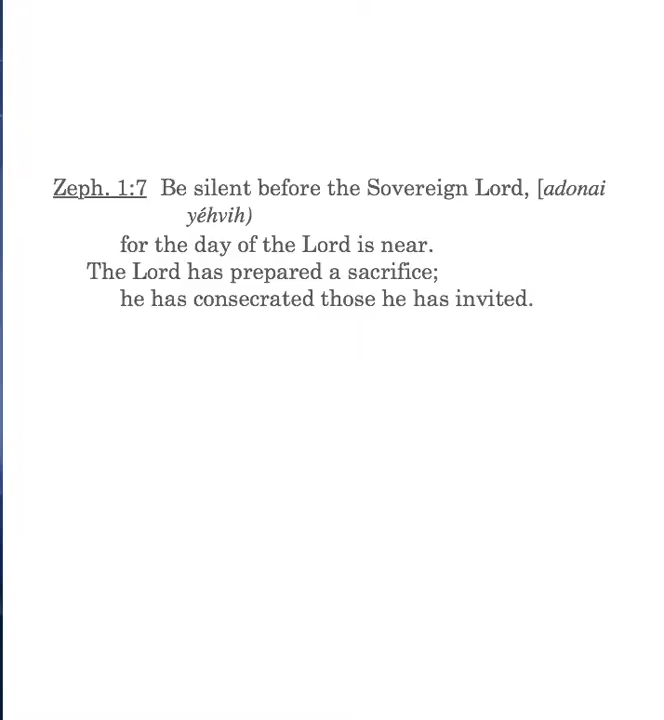 Zeph. 1:7 Be silent before the Sovereign Lord, [adonai
yéhvih)
for the day of the Lord is near.
The Lord has prepared a sacrifice;
he has consecrated those he has invited.